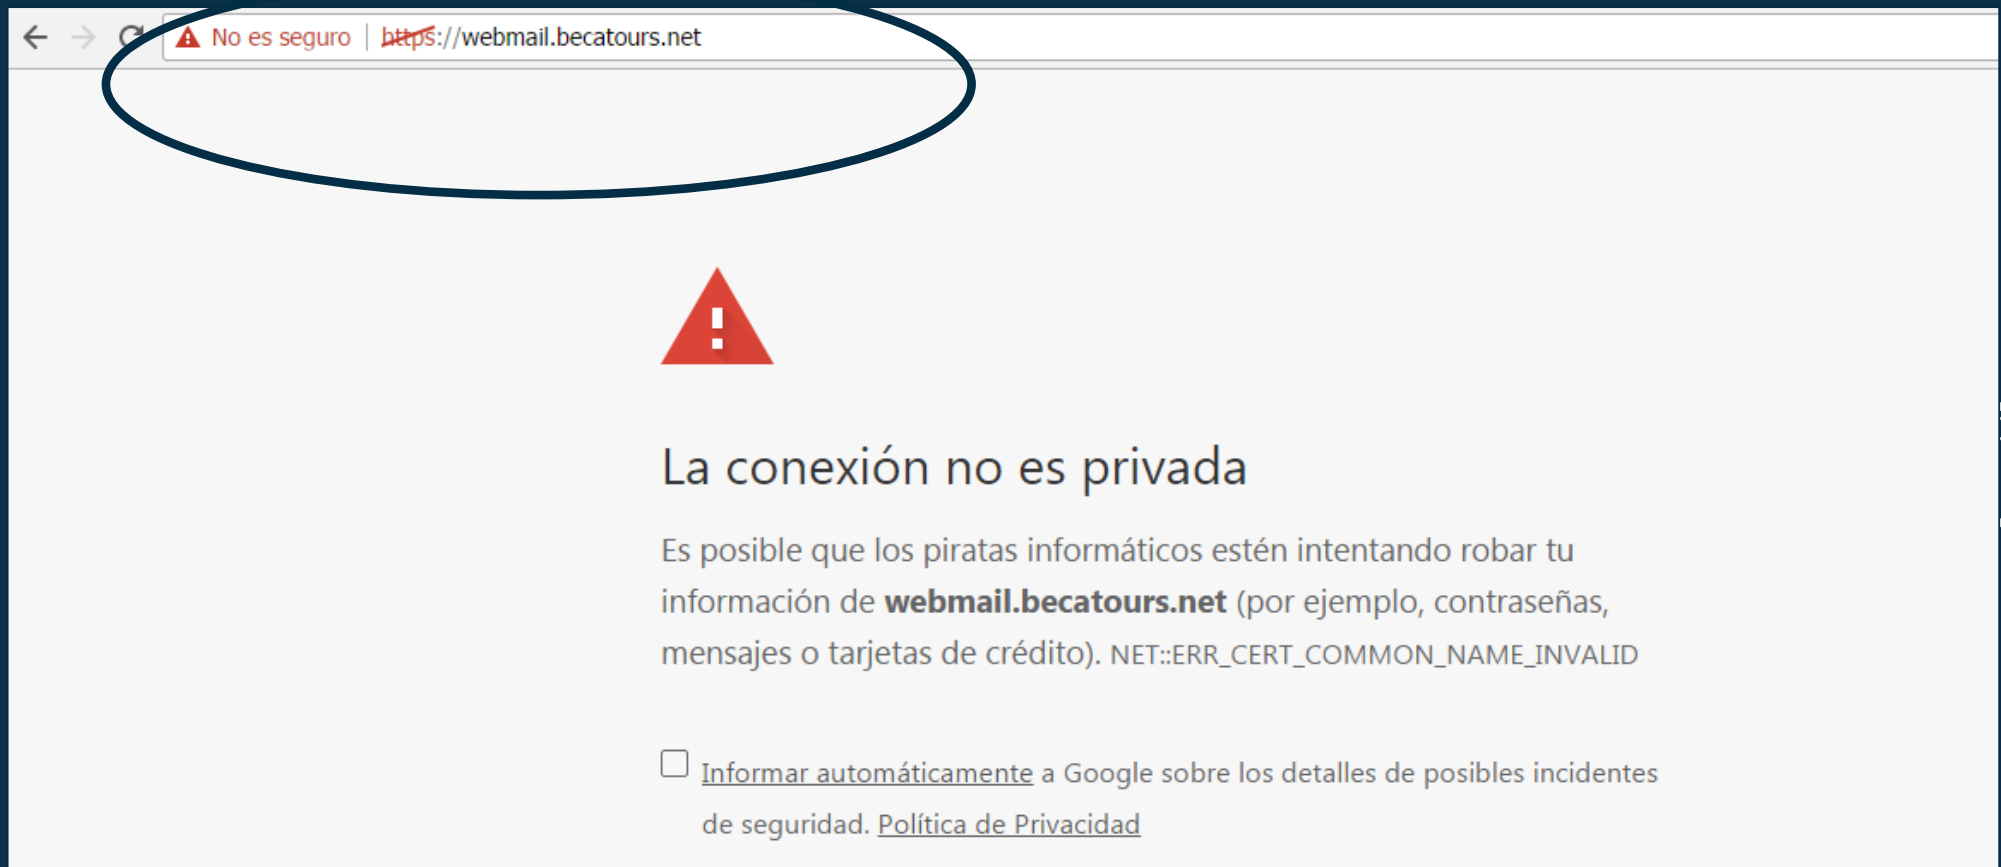 No es seguro | https://webmail.becatours.net
La conexión no es privada
Es posible que los piratas informáticos estén intentando robar tu
información de webmail.becatours.net (por ejemplo, contraseñas,
mensajes o tarjetas de crédito). NET::ERR_CERT_COMMON_NAME_INVALID
Informar automáticamente a Google sobre los detalles de posibles incidentes
de seguridad. Política de Privacidad